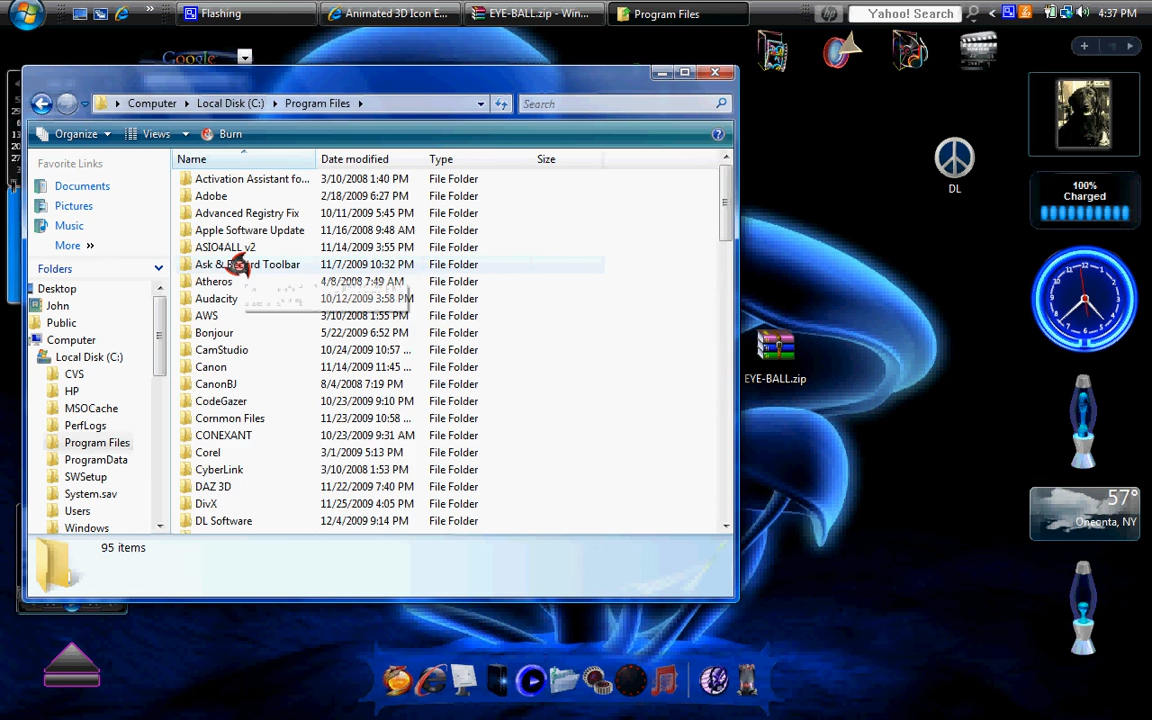 Flashing
Animated 3D Icon E...
EYE-BALL.zip - Win...
Program Files
hp
Yahoo! Search
4:37 PM
Google
Computer
Local Disk (C:)
Program Files
Search
Organize
Views
Burn
Favorite Links
Documents
Pictures
Music
More »
Folders
Desktop
John
Public
Computer
Local Disk (C:)
CVS
HP
MSOCache
PerfLogs
Program Files
ProgramData
SWSetup
System.sav
Users
Windows
Name Date modified Type Size
Activation Assistant fo... 3/10/2008 1:40 PM File Folder
Adobe 2/18/2009 6:27 PM File Folder
Advanced Registry Fix 10/11/2009 5:45 PM File Folder
Apple Software Update 11/16/2008 9:48 AM File Folder
ASIO4ALL v2 11/14/2009 3:55 PM File Folder
Ask & Toolbar 11/7/2009 10:32 PM File Folder
Atheros 4/8/2008 7:49 AM File Folder
Audacity 10/12/2009 3:58 PM File Folder
AWS 3/10/2008 1:55 PM File Folder
Bonjour 5/22/2009 6:52 PM File Folder
CamStudio 10/24/2009 10:57 ... File Folder
Canon 11/14/2009 11:45 ... File Folder
CanonBJ 8/4/2008 7:19 PM File Folder
CodeGazer 10/23/2009 9:10 PM File Folder
Common Files 11/23/2009 10:58 ... File Folder
CONEXANT 10/23/2009 9:31 AM File Folder
Corel 3/1/2009 5:13 PM File Folder
CyberLink 3/10/2008 1:53 PM File Folder
DAZ 3D 11/22/2009 7:40 PM File Folder
DivX 11/25/2009 4:05 PM File Folder
DL Software 12/4/2009 9:14 PM File Folder
95 items
DL
EYE-BALL.zip
100%
Charged
57°
Oneonta, NY